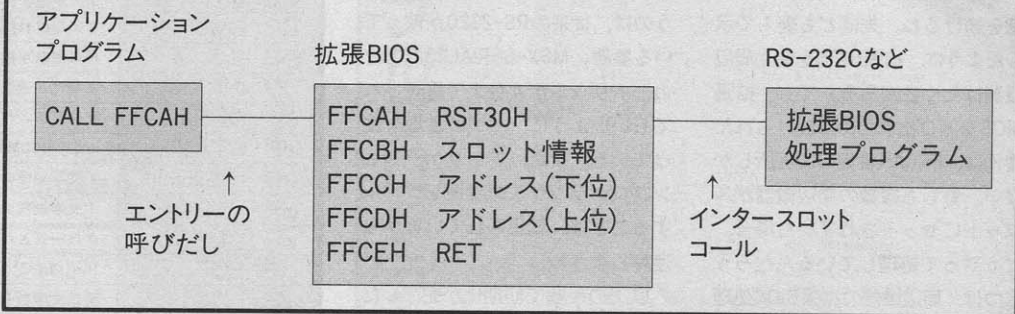 アプリケーション
プログラム
CALL FFCAH
↑
エントリーの
呼びだし
拡張BIOS
FFCAH RST30H
FFCBH スロット情報
FFCCH アドレス(下位)
FFCDH アドレス(上位)
FFCEH RET
↑
インタースロット
コール
RS-232Cなど
拡張BIOS
処理プログラム